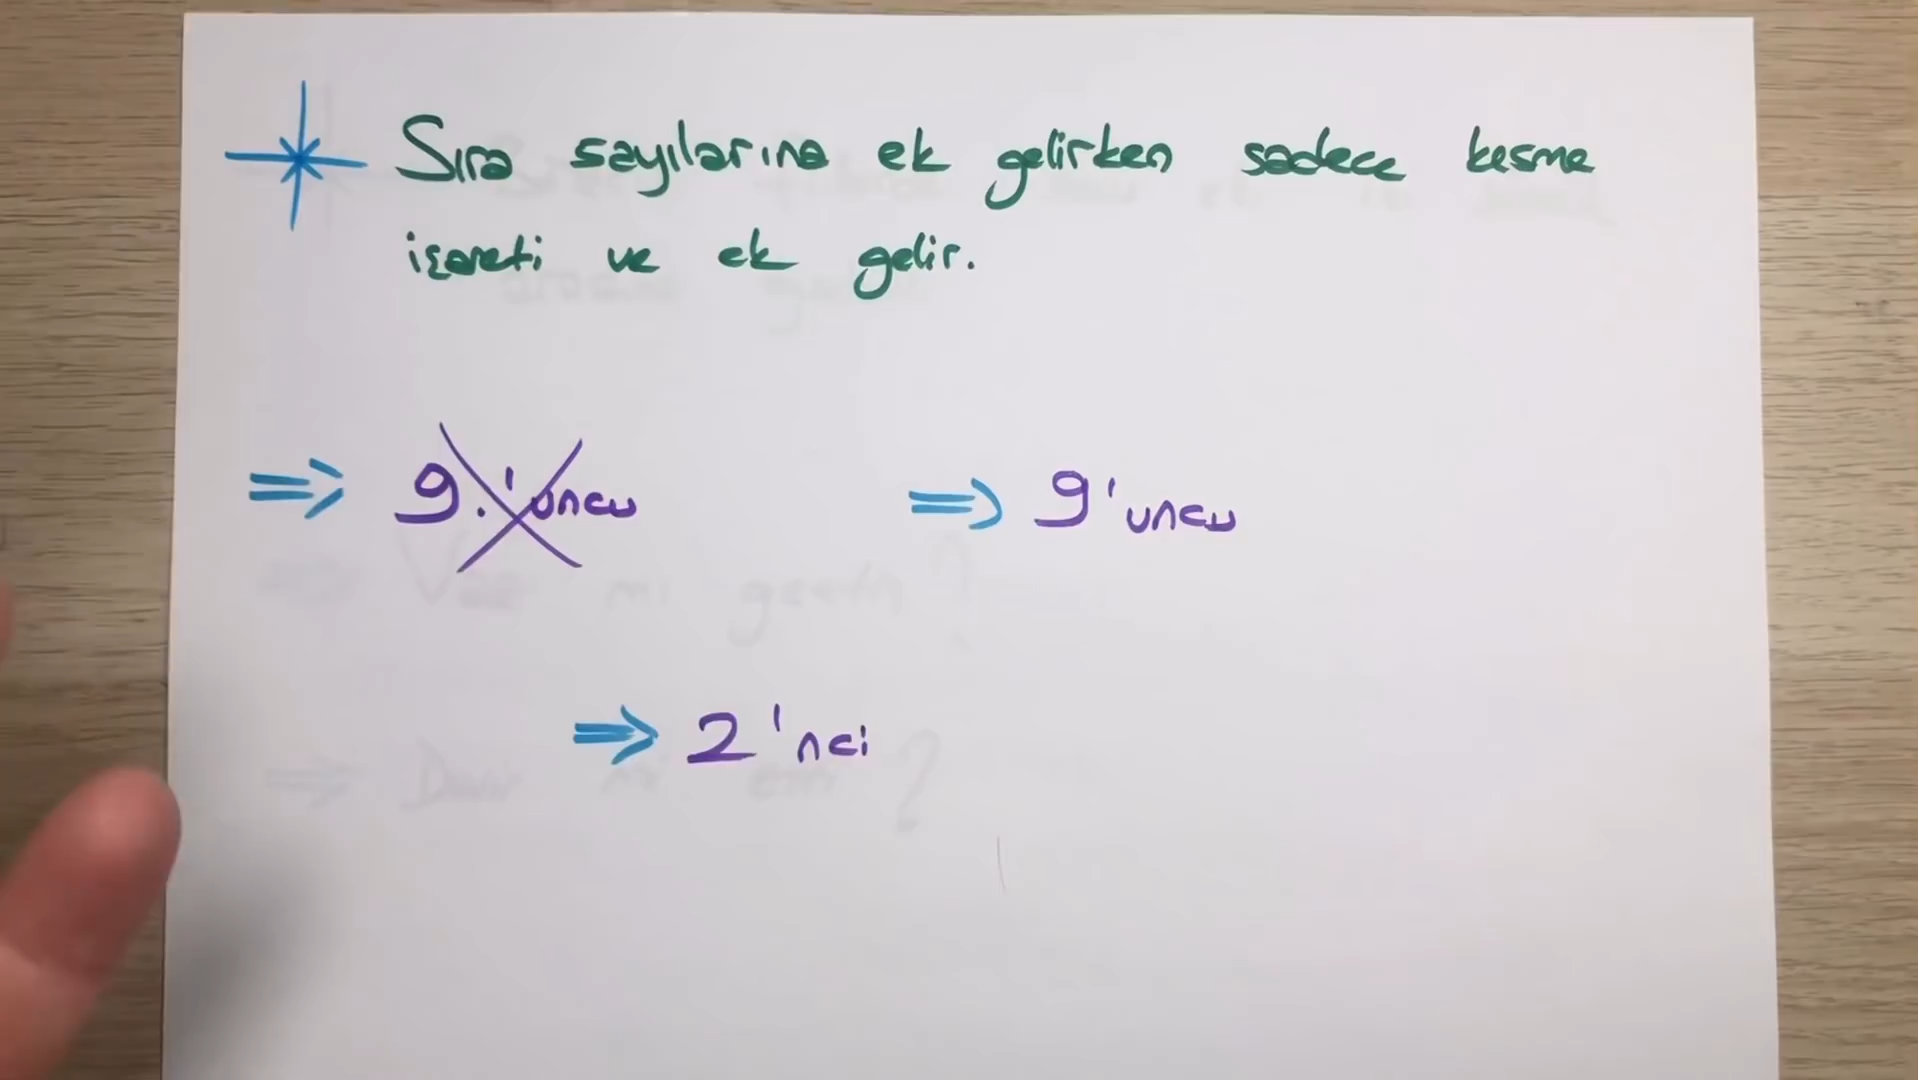 Sıra sayılarına ek gelirken sadece kesme
işareti ve ek gelir.
⇒ 9.'uncu ⇒ 9'uncu
⇒ 2'nci